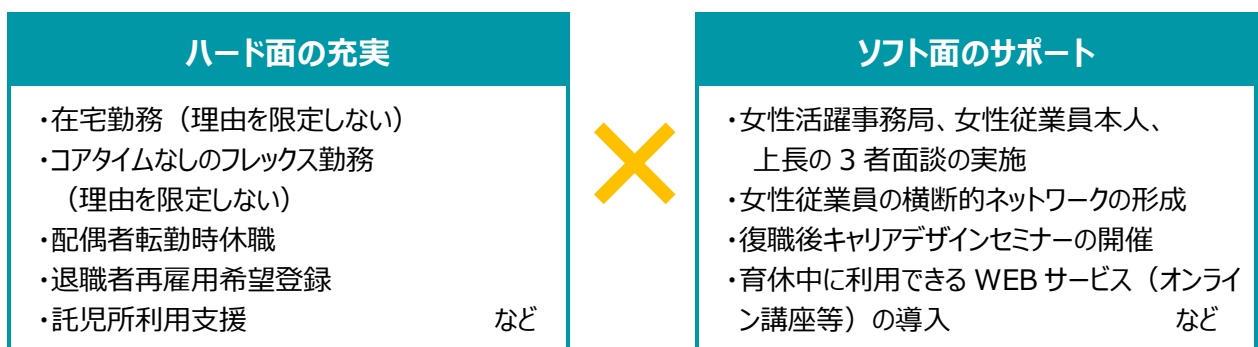 ハード面の充実
・在宅勤務（理由を限定しない）
・コアタイムなしのフレックス勤務
（理由を限定しない）
・配偶者転勤時休職
・退職者再雇用希望登録
・託児所利用支援 など
ソフト面のサポート
・女性活躍事務局、女性従業員本人、
上長の 3 者面談の実施
・女性従業員の横断的ネットワークの形成
・復職後キャリアデザインセミナーの開催
・育休中に利用できる WEB サービス（オンライ
ン講座等）の導入 など